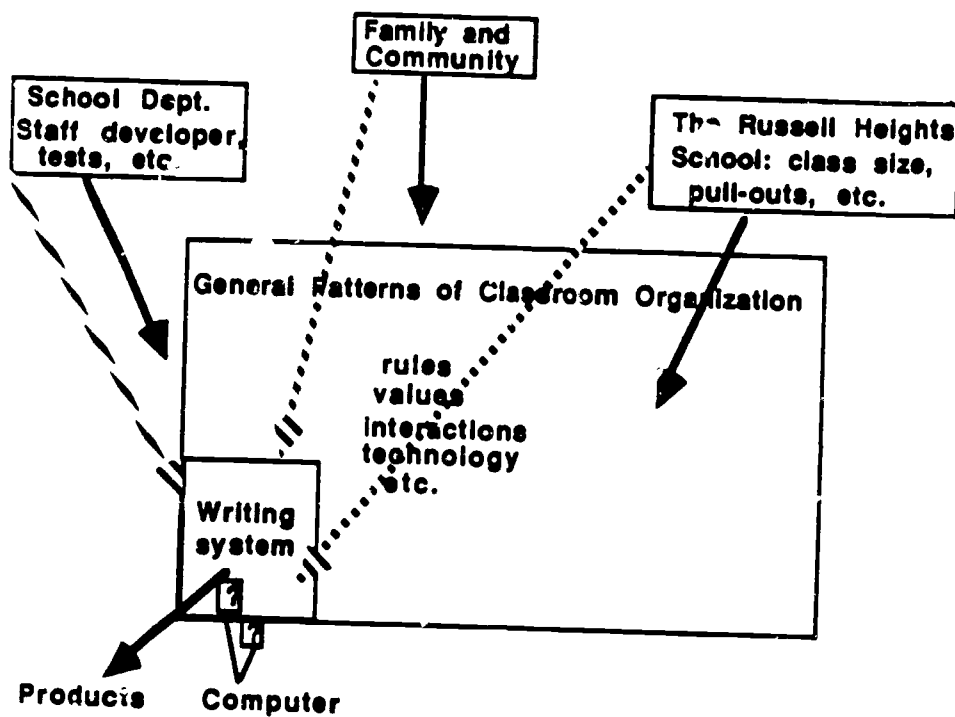 Family and
Community
School Dept.
Staff developer,
tests, etc.
The Russell Heights
School: class size,
pull-outs, etc.
General Patterns of Classroom Organization
rules
values
interactions
technology
etc.
Writing
system
?
?
Products
Computer